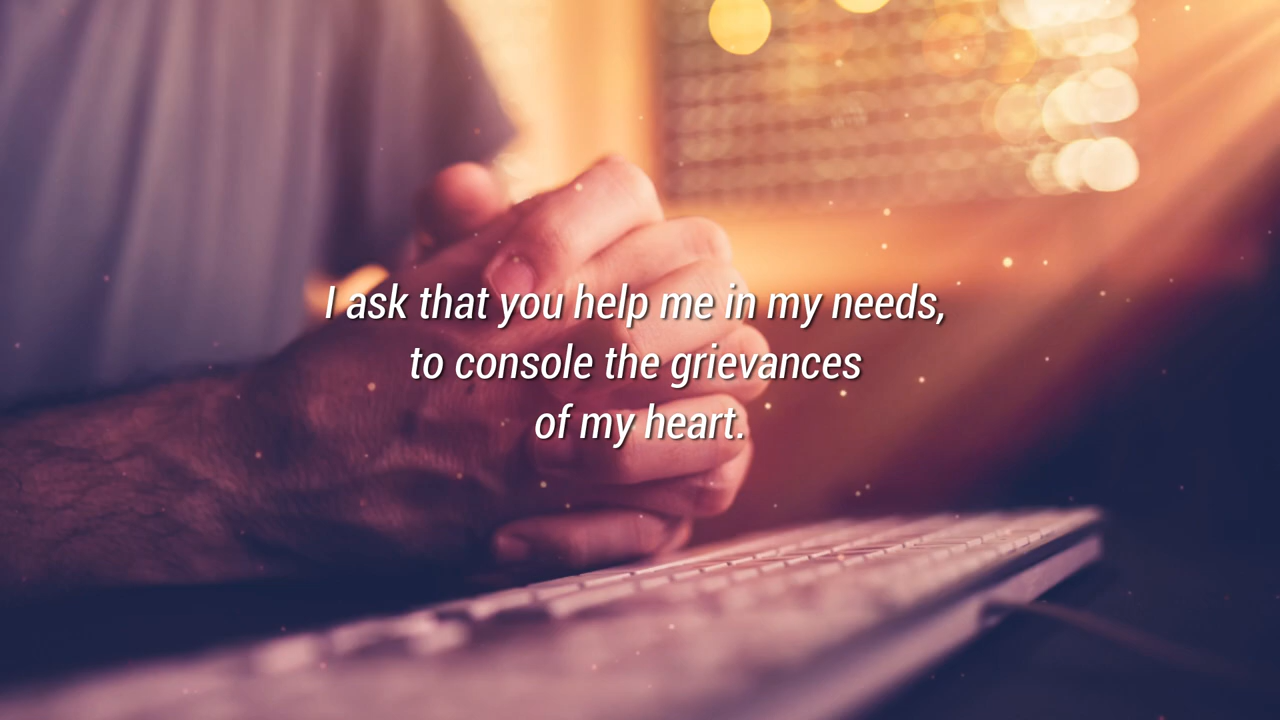 I ask that you help me in my needs,
to console the grievances
of my heart.